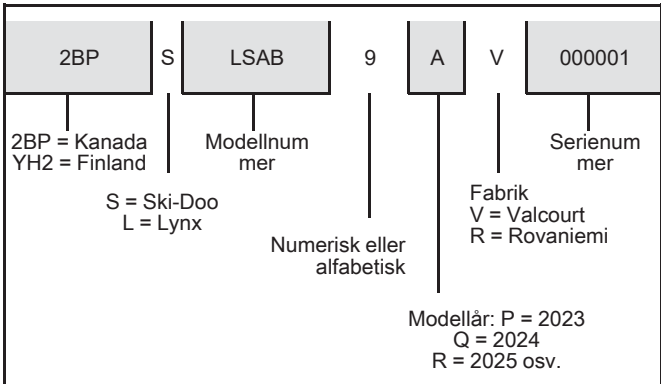 2BP S LSAB 9 A V 000001
2BP = Kanada
YH2 = Finland
Modellnum
mer
Serienum
mer
S = Ski-Doo
L = Lynx
Fabrik
V = Valcourt
R = Rovaniemi
Numerisk eller
alfabetisk
Modellår: P = 2023
Q = 2024
R = 2025 osv.